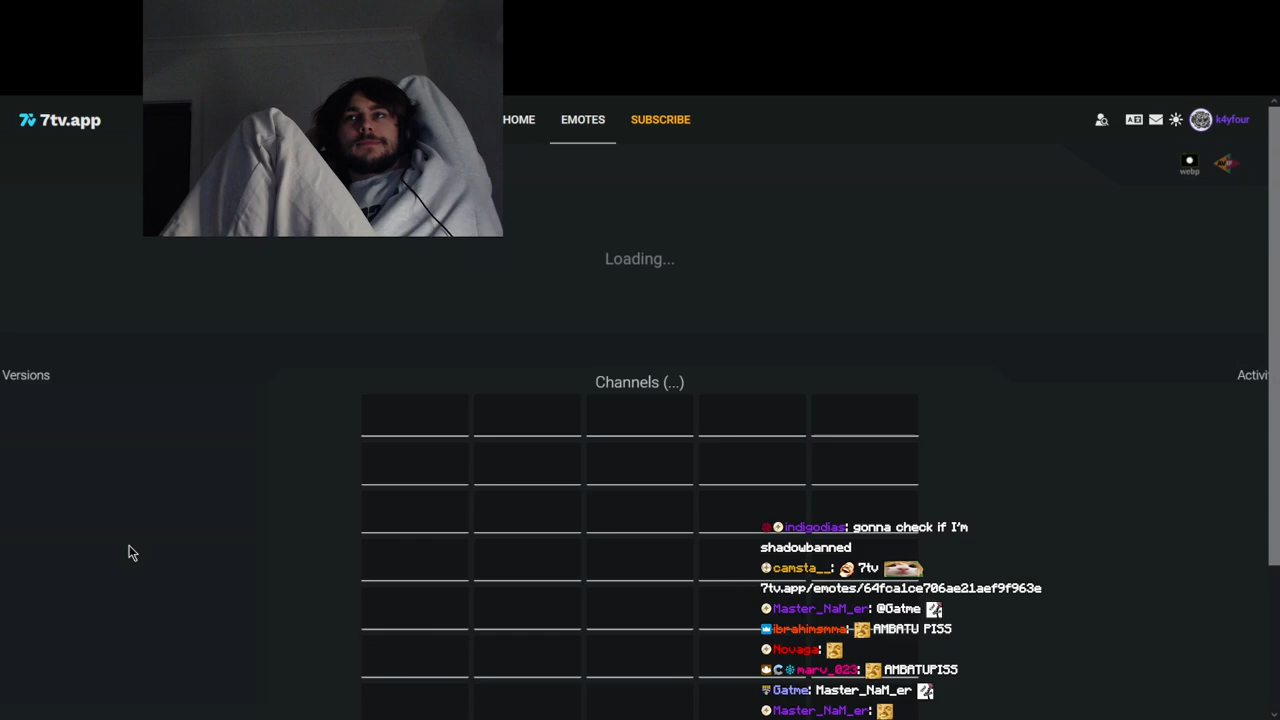 7tv.app
HOME
EMOTES
SUBSCRIBE
k4yfour
webp
Loading...
Versions
Channels (...)
Activi
indigodias: gonna check if I'm
shadowbanned
camsta__: 7tv
7tv.app/emotes/64fca1ce706ae21aef9f963e
Master_NaM_er: @Gatme
ibrahimsmma: AMBATU PISS
Novaga:
marv_023: AMBATUPISS
Gatme: Master_NaM_er
Master_NaM_er: